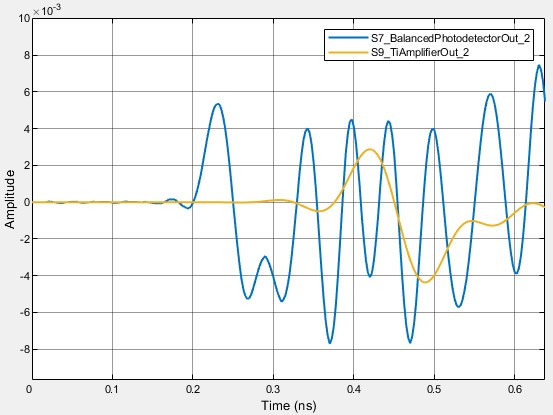 10 ×10^-3
S7_BalancedPhotodetectorOut_2
S9_TiAmplifierOut_2
8
6
4
2
0
-2
-4
-6
-8
Amplitude
0 0.1 0.2 0.3 0.4 0.5 0.6
Time (ns)